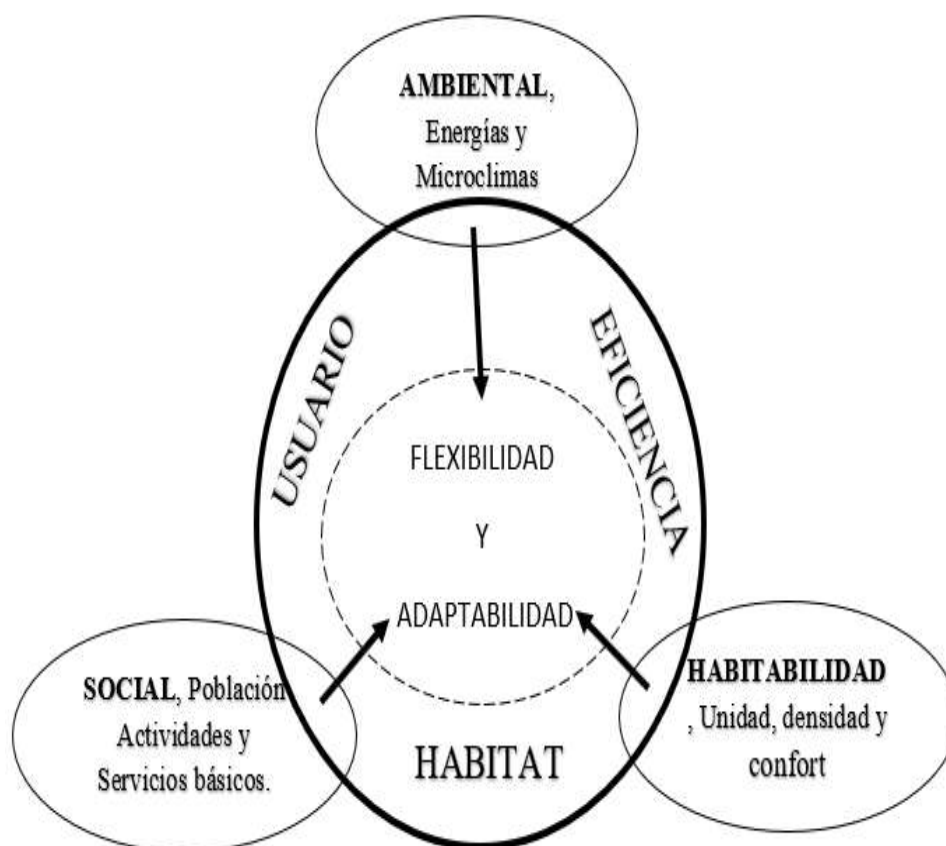 AMBIENTAL,
Energías y
Microclimas
USUARIO
EFICIENCIA
FLEXIBILIDAD
Y
ADAPTABILIDAD
SOCIAL, Población
Actividades y
Servicios básicos.
HABITABILIDAD
, Unidad, densidad y
confort
HABITAT